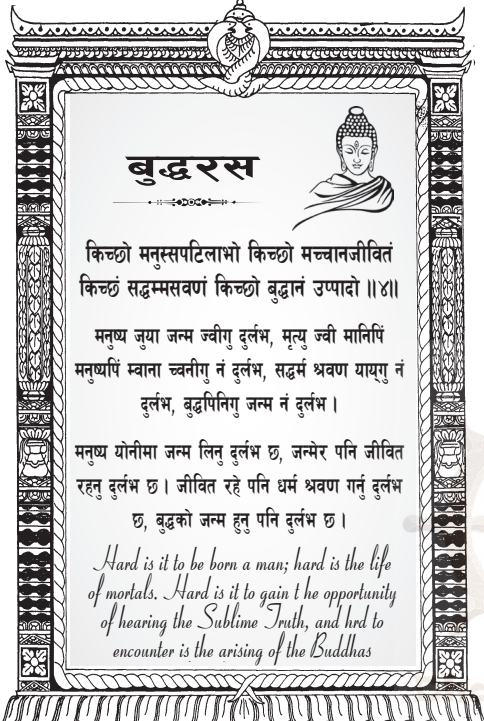 बुद्धरस
किच्छो मनुस्सपटिलाभो किच्छो मच्चानजीवितं
किच्छं सद्धम्मसवणं किच्छो बुद्धानं उप्पादो ॥४॥
मनुष्य जुया जन्म ज्वीगु दुर्लभ, मृत्यु ज्वी मानिपिं
मनुष्यपिं म्वाना च्वनीगु नं दुर्लभ, सद्धर्म श्रवण याय्‌गु नं
दुर्लभ, बुद्धपिनिगु जन्म नं दुर्लभ ।
मनुष्य योनीमा जन्म लिनु दुर्लभ छ, जन्मेर पनि जीवित
रहनु दुर्लभ छ । जीवित रहे पनि धर्म श्रवण गर्नु दुर्लभ
छ, बुद्धको जन्म हुनु पनि दुर्लभ छ ।
Hard is it to be born a man; hard is the life
of mortals. Hard is it to gain t he opportunity
of hearing the Sublime Truth, and hrd to
encounter is the arising of the Buddhas